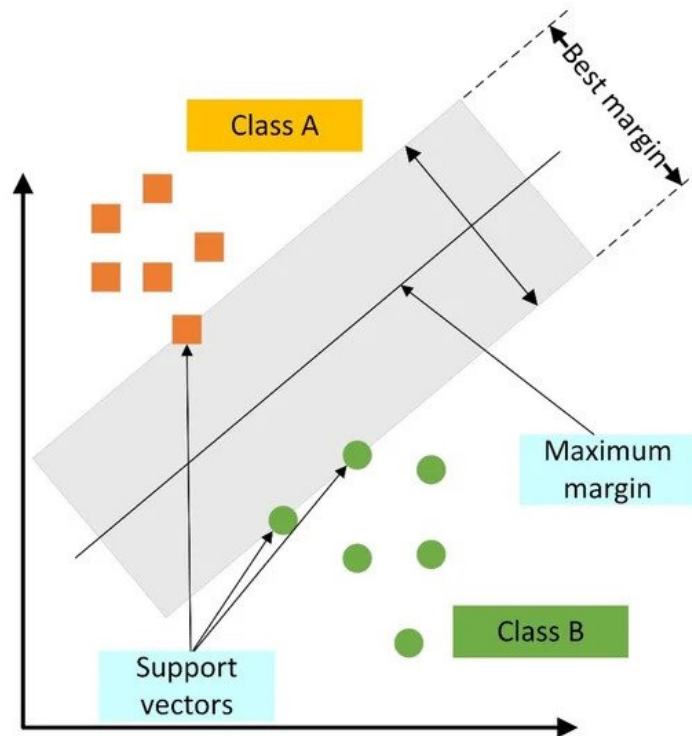 Best margin
Class A
Maximum
margin
Class B
Support
vectors